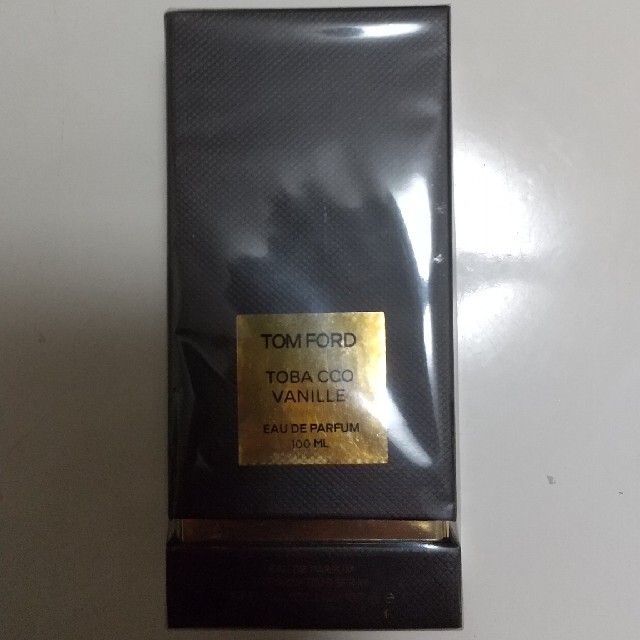 TOM FORD
TOBA CCO
VANILLE
EAU DE PARFUM
100 ML